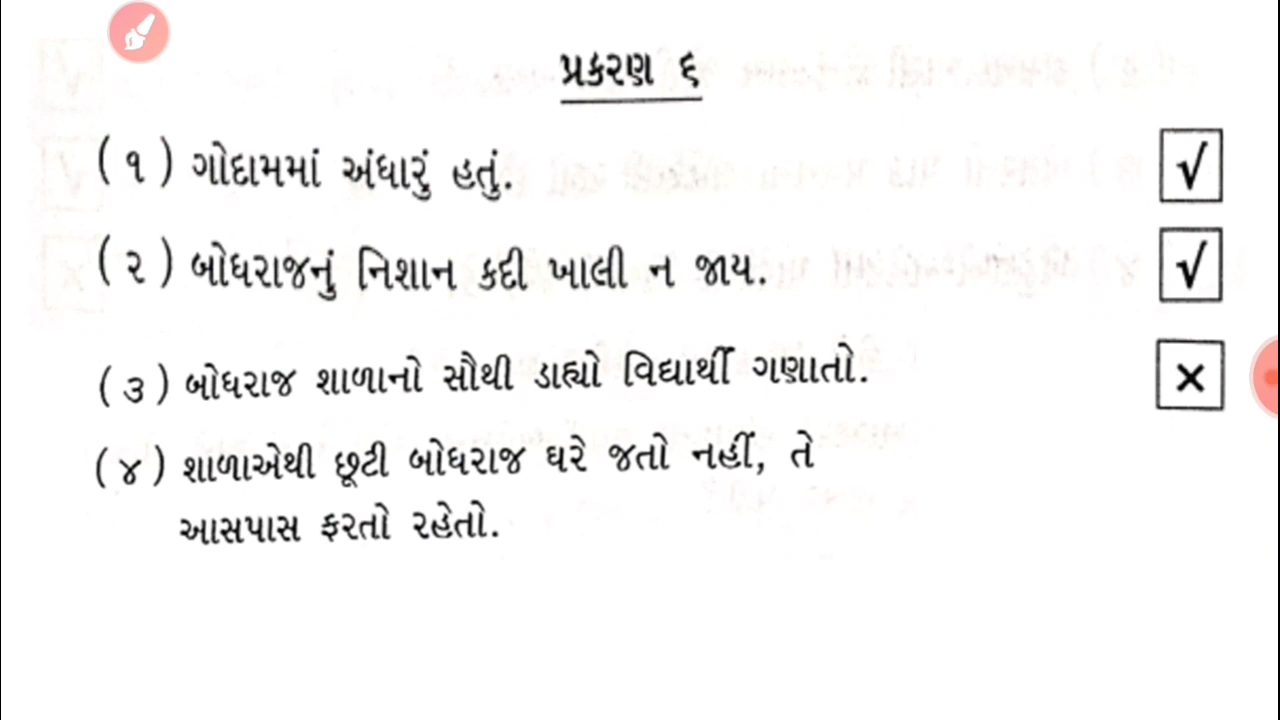 પ્રકરણ ૬
(૧) ગોદામમાં અંધારું હતું. √
(૨) બોધરાજનું નિશાન કદી ખાલી ન જાય. √
(૩) બોધરાજ શાળાનો સૌથી ડાહ્યો વિદ્યાર્થી ગણાતો. ×
(૪) શાળાએથી છૂટી બોધરાજ ઘરે જતો નહીં, તે
આસપાસ ફરતો રહેતો.